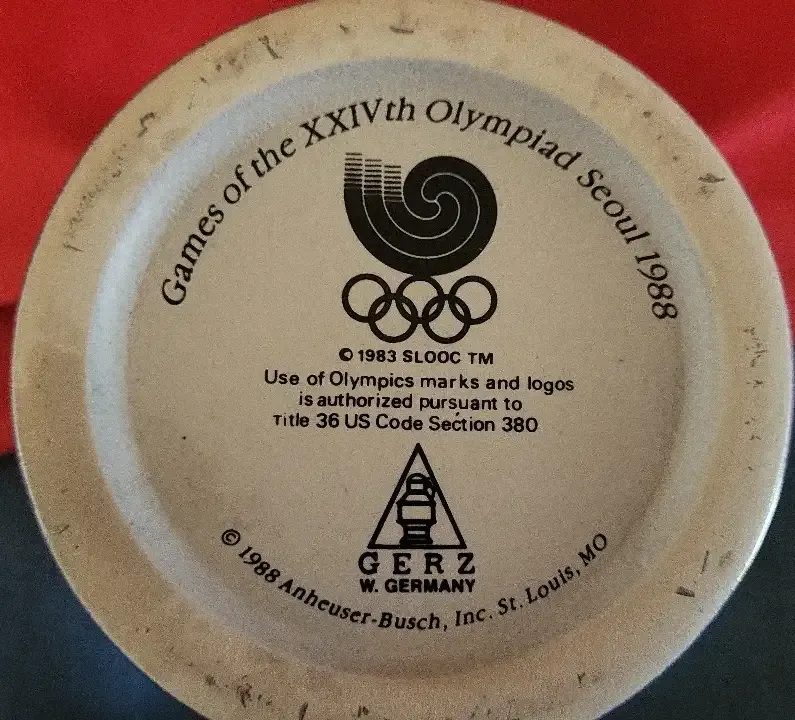 Games of the XXIVth Olympiad Seoul 1988
© 1983 SLOOC TM
Use of Olympics marks and logos
is authorized pursuant to
Title 36 US Code Section 380
GERZ
W. GERMANY
© 1988 Anheuser-Busch, Inc. St. Louis, MO